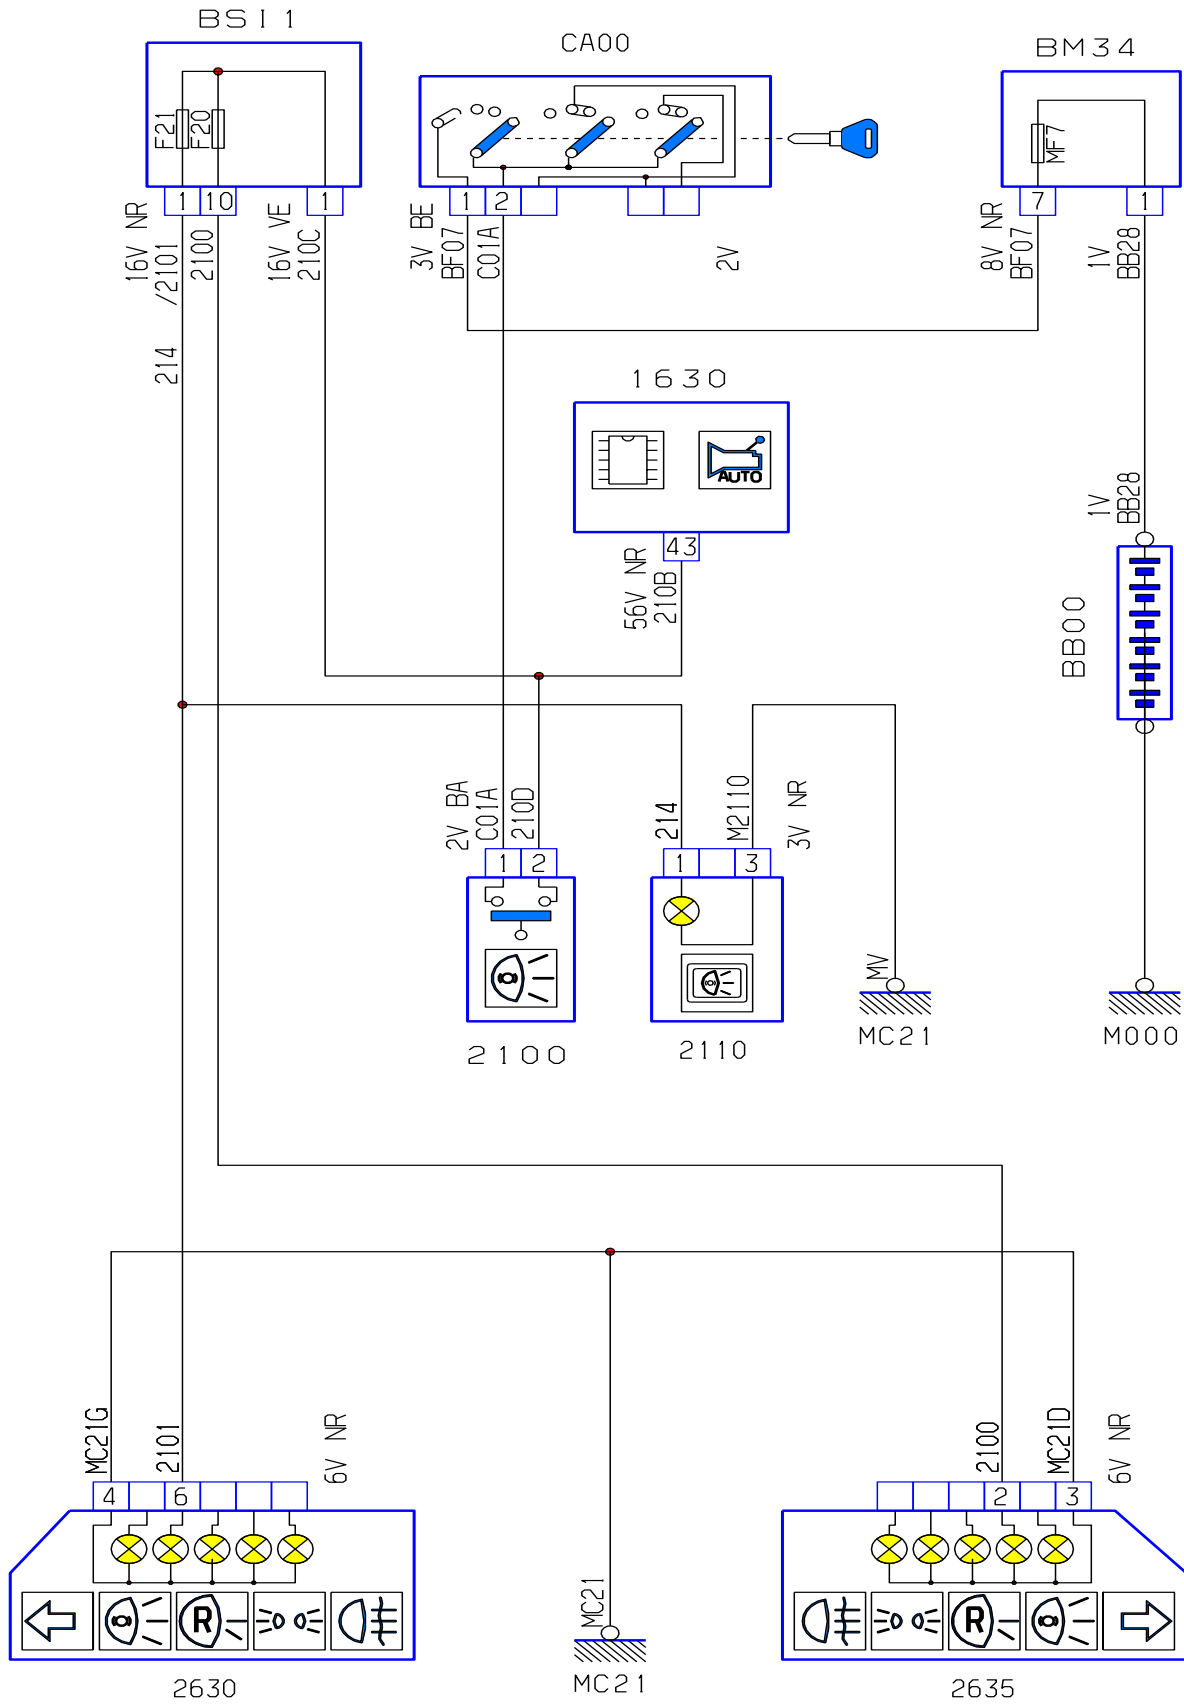 BSI 1
CA00
BM34
F21
F20
MF7
1
10
1
1
2
7
1
16V NR
/2101
2100
16V VE
210C
3V BE
BF07
C01A
2V
8V NR
BF07
1V
BB28
214
1630
AUTO
43
56V NR
210B
1V
BB28
BB00
2V BA
C01A
210D
214
M2110
3V NR
1
2
1
3
MV
2100
2110
MC21
M000
MC21G
2101
6V NR
2100
MC21D
6V NR
4
6
2
3
R
R
MC21
MC21
2630
2635